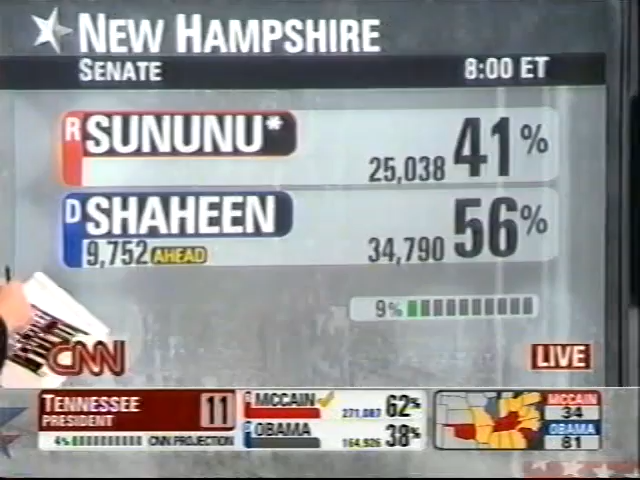 NEW HAMPSHIRE
SENATE 8:00 ET
R SUNUNU* 25,038 41%
D SHAHEEN 34,790 56%
9,752 AHEAD
9%
CNN LIVE
TENNESSEE 11
PRESIDENT
4% CNN PROJECTION
R MCCAIN 271,087 62%
D OBAMA 164,926 38%
MCCAIN
34
OBAMA
81